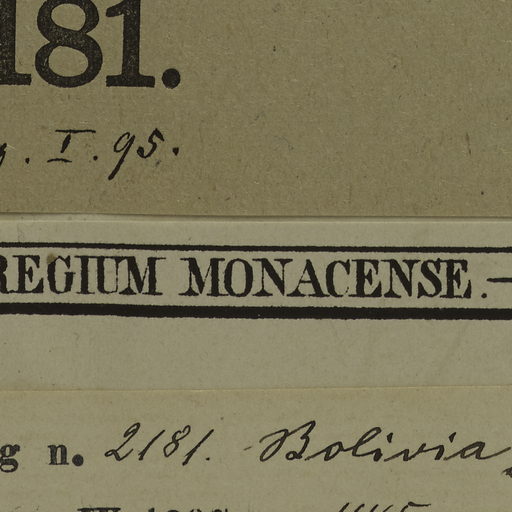 181.
. I. 95.
REGIUM MONACENSE.—
g n. 2181. Bolivia,